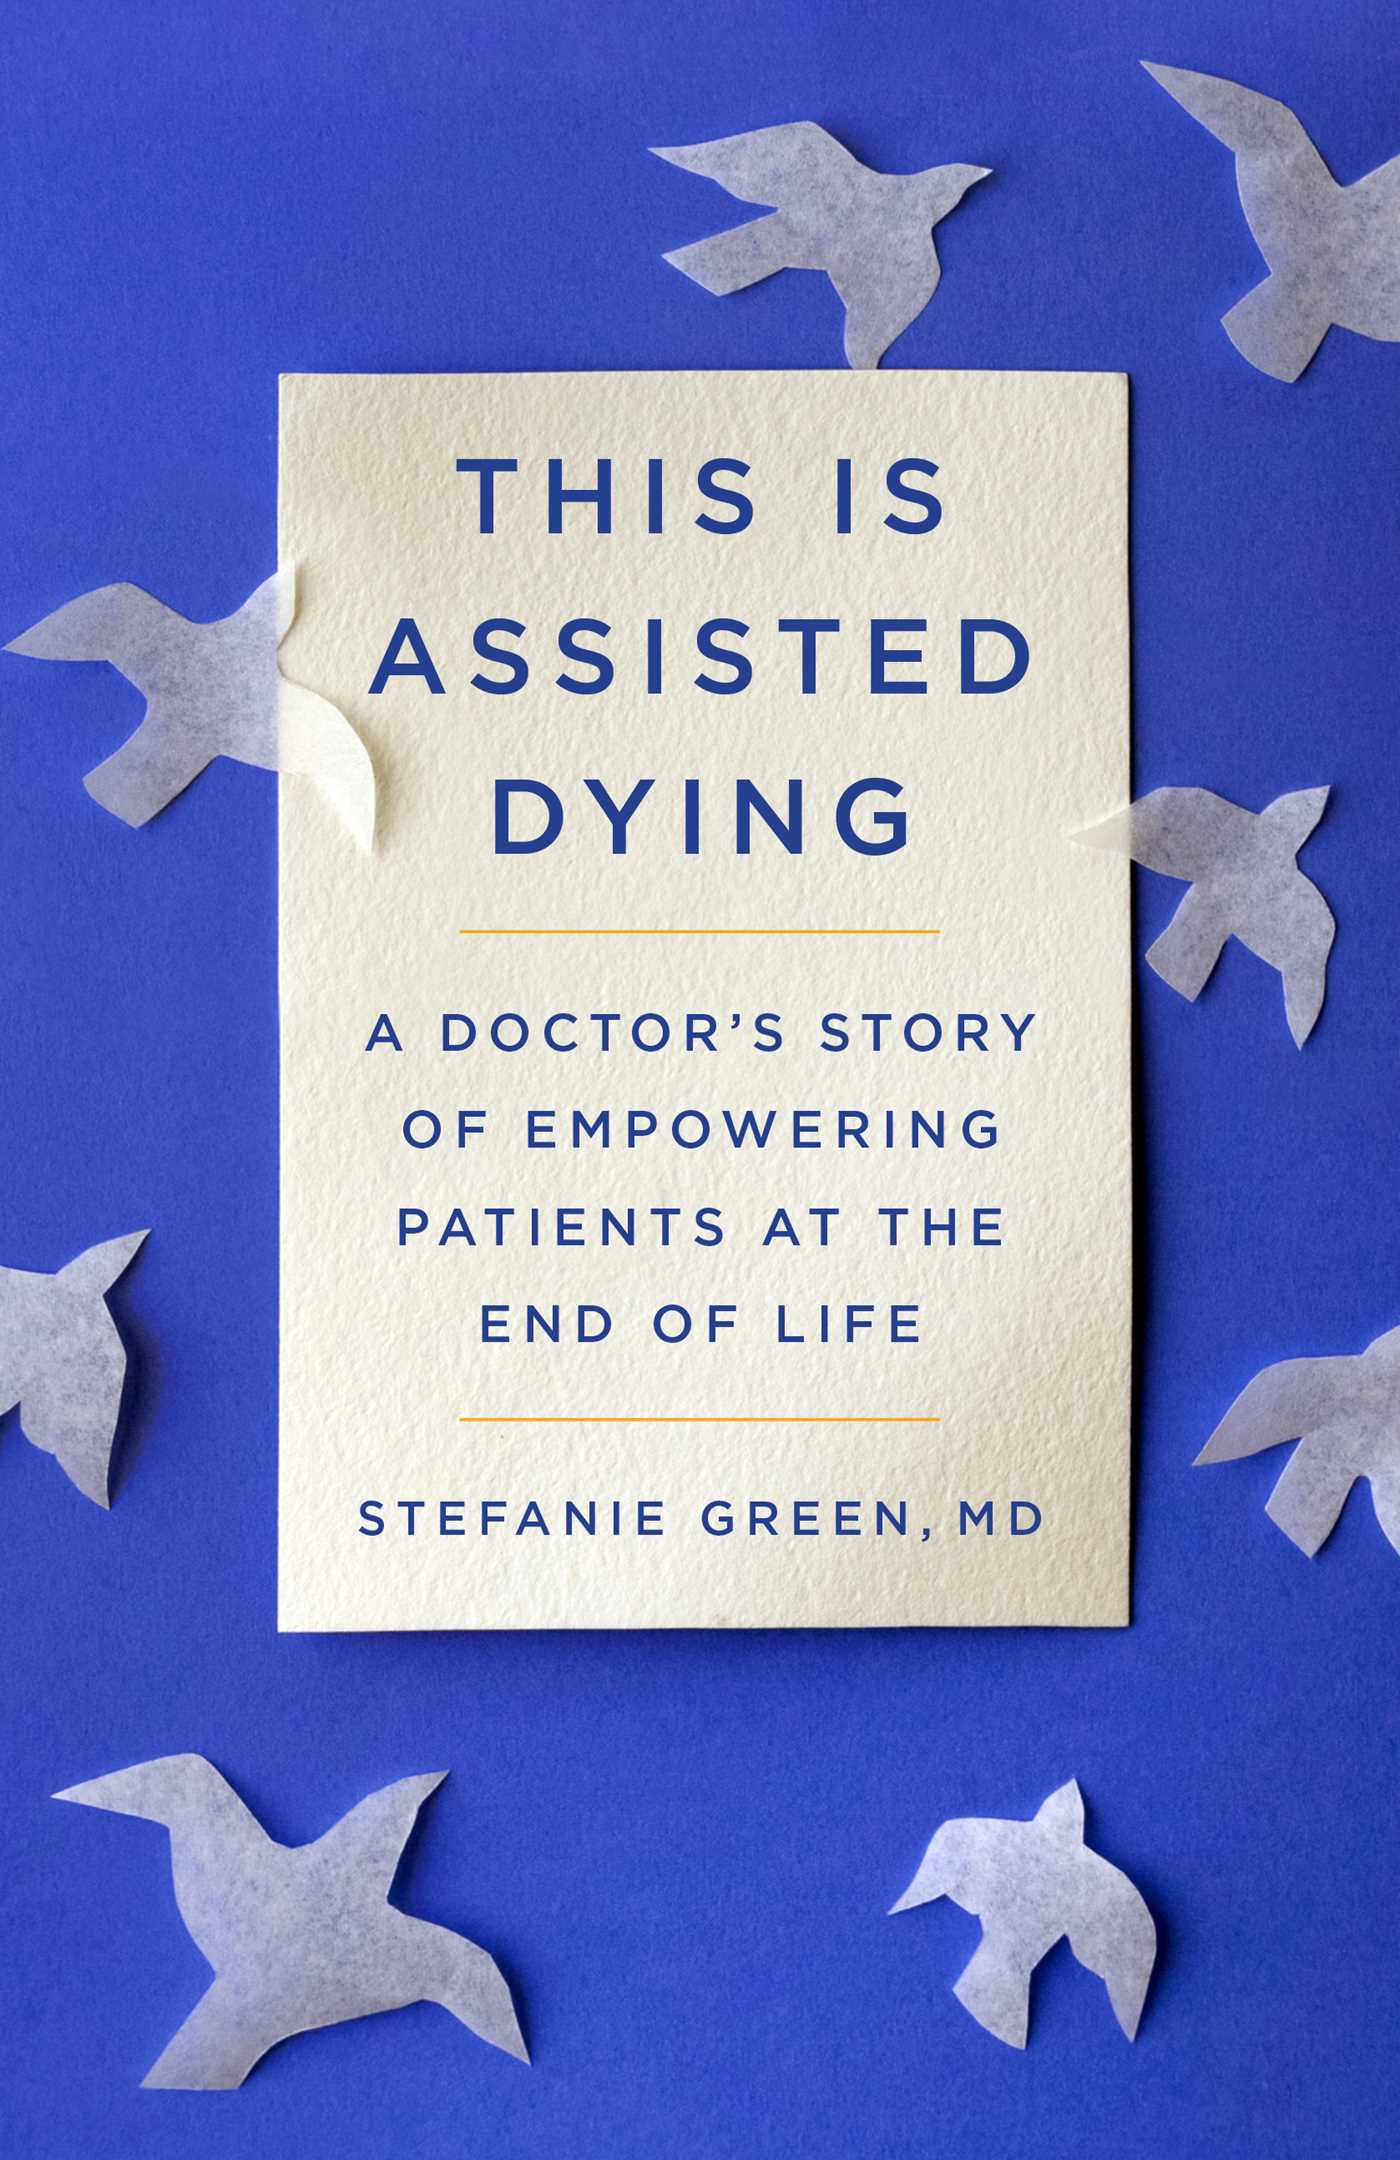 THIS IS
ASSISTED
DYING
A DOCTOR’S STORY
OF EMPOWERING
PATIENTS AT THE
END OF LIFE
STEFANIE GREEN, MD